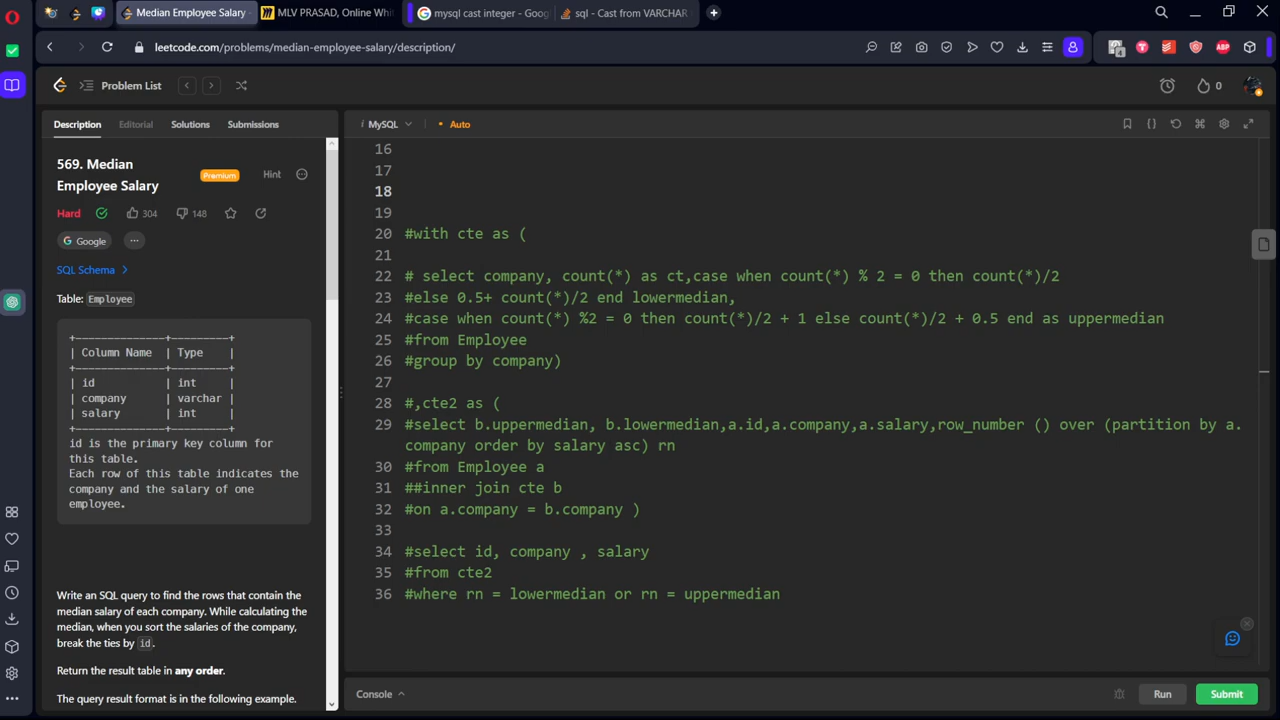 Median Employee Salary
MLV PRASAD, Online Whit
mysql cast integer - Goog
sql - Cast from VARCHAR
leetcode.com/problems/median-employee-salary/description/
4
ABP
Problem List
0
Description
Editorial
Solutions
Submissions
i MySQL
• Auto
569. Median
Employee Salary
Premium
Hint
Hard
304
148
Google
SQL Schema >
Table: Employee
+--------------+---------+
| Column Name | Type |
+--------------+---------+
| id | int |
| company | varchar |
| salary | int |
+--------------+---------+
id is the primary key column for
this table.
Each row of this table indicates the
company and the salary of one
employee.
Write an SQL query to find the rows that contain the
median salary of each company. While calculating the
median, when you sort the salaries of the company,
break the ties by id.
Return the result table in any order.
The query result format is in the following example.
16
17
18
19
20 #with cte as (
21
22 # select company, count(*) as ct,case when count(*) % 2 = 0 then count(*)/2
23 #else 0.5+ count(*)/2 end lowermedian,
24 #case when count(*) %2 = 0 then count(*)/2 + 1 else count(*)/2 + 0.5 end as uppermedian
25 #from Employee
26 #group by company)
27
28 #,cte2 as (
29 #select b.uppermedian, b.lowermedian,a.id,a.company,a.salary,row_number () over (partition by a.
company order by salary asc) rn
30 #from Employee a
31 ##inner join cte b
32 #on a.company = b.company )
33
34 #select id, company , salary
35 #from cte2
36 #where rn = lowermedian or rn = uppermedian
Console
Run
Submit